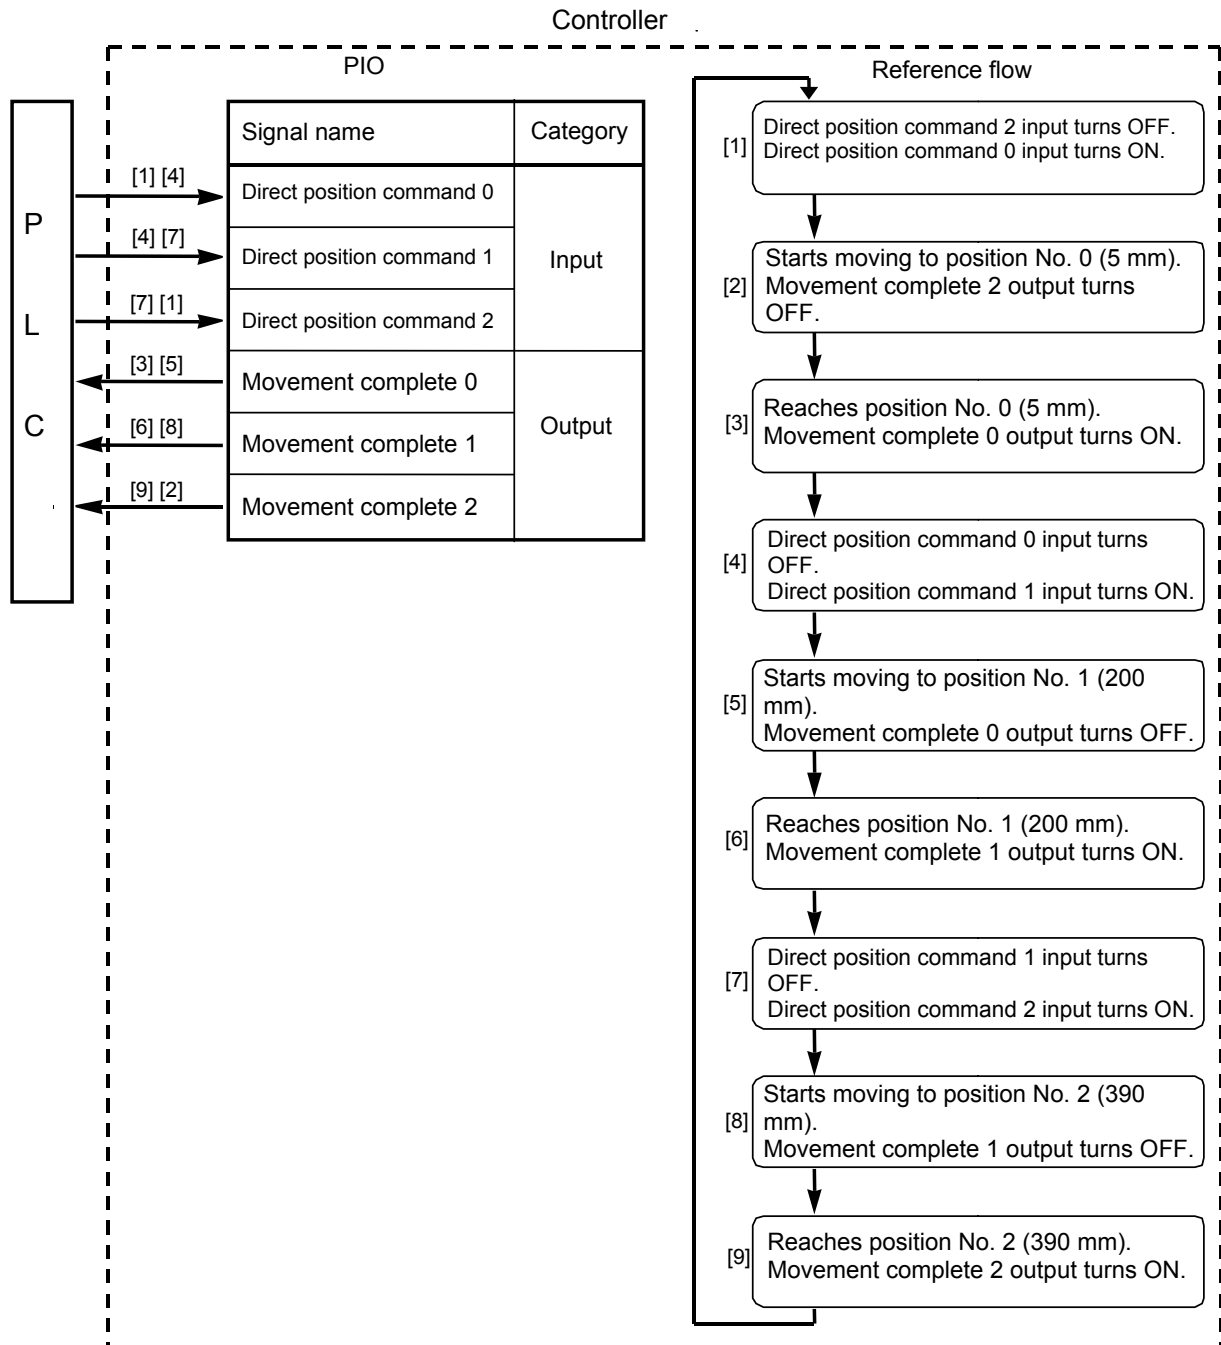 Controller
PIO
Signal name
Category
Direct position command 0
Direct position command 1
Direct position command 2
Input
Movement complete 0
Movement complete 1
Movement complete 2
Output
P
L
C
[1] [4]
[4] [7]
[7] [1]
[3] [5]
[6] [8]
[9] [2]
Reference flow
[1]
Direct position command 2 input turns OFF.
Direct position command 0 input turns ON.
[2]
Starts moving to position No. 0 (5 mm).
Movement complete 2 output turns
OFF.
[3]
Reaches position No. 0 (5 mm).
Movement complete 0 output turns ON.
[4]
Direct position command 0 input turns
OFF.
Direct position command 1 input turns ON.
[5]
Starts moving to position No. 1 (200
mm).
Movement complete 0 output turns OFF.
[6]
Reaches position No. 1 (200 mm).
Movement complete 1 output turns ON.
[7]
Direct position command 1 input turns
OFF.
Direct position command 2 input turns ON.
[8]
Starts moving to position No. 2 (390
mm).
Movement complete 1 output turns OFF.
[9]
Reaches position No. 2 (390 mm).
Movement complete 2 output turns ON.